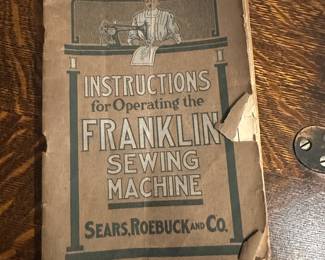 INSTRUCTIONS
for Operating the
FRANKLIN
SEWING
MACHINE
SEARS, ROEBUCK AND CO.